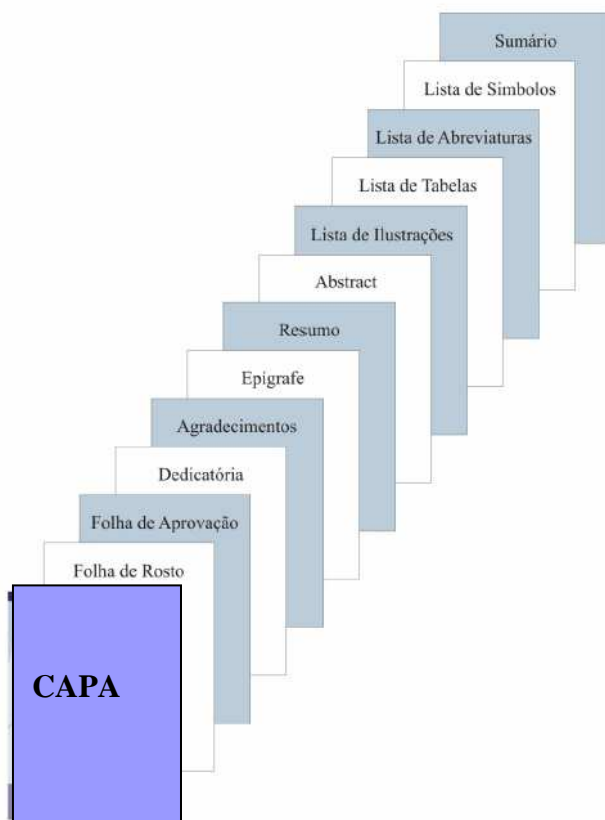 Sumário
Lista de Simbolos
Lista de Abreviaturas
Lista de Tabelas
Lista de Ilustrações
Abstract
Resumo
Epigrafe
Agradecimentos
Dedicatória
Folha de Aprovação
Folha de Rosto
CAPA